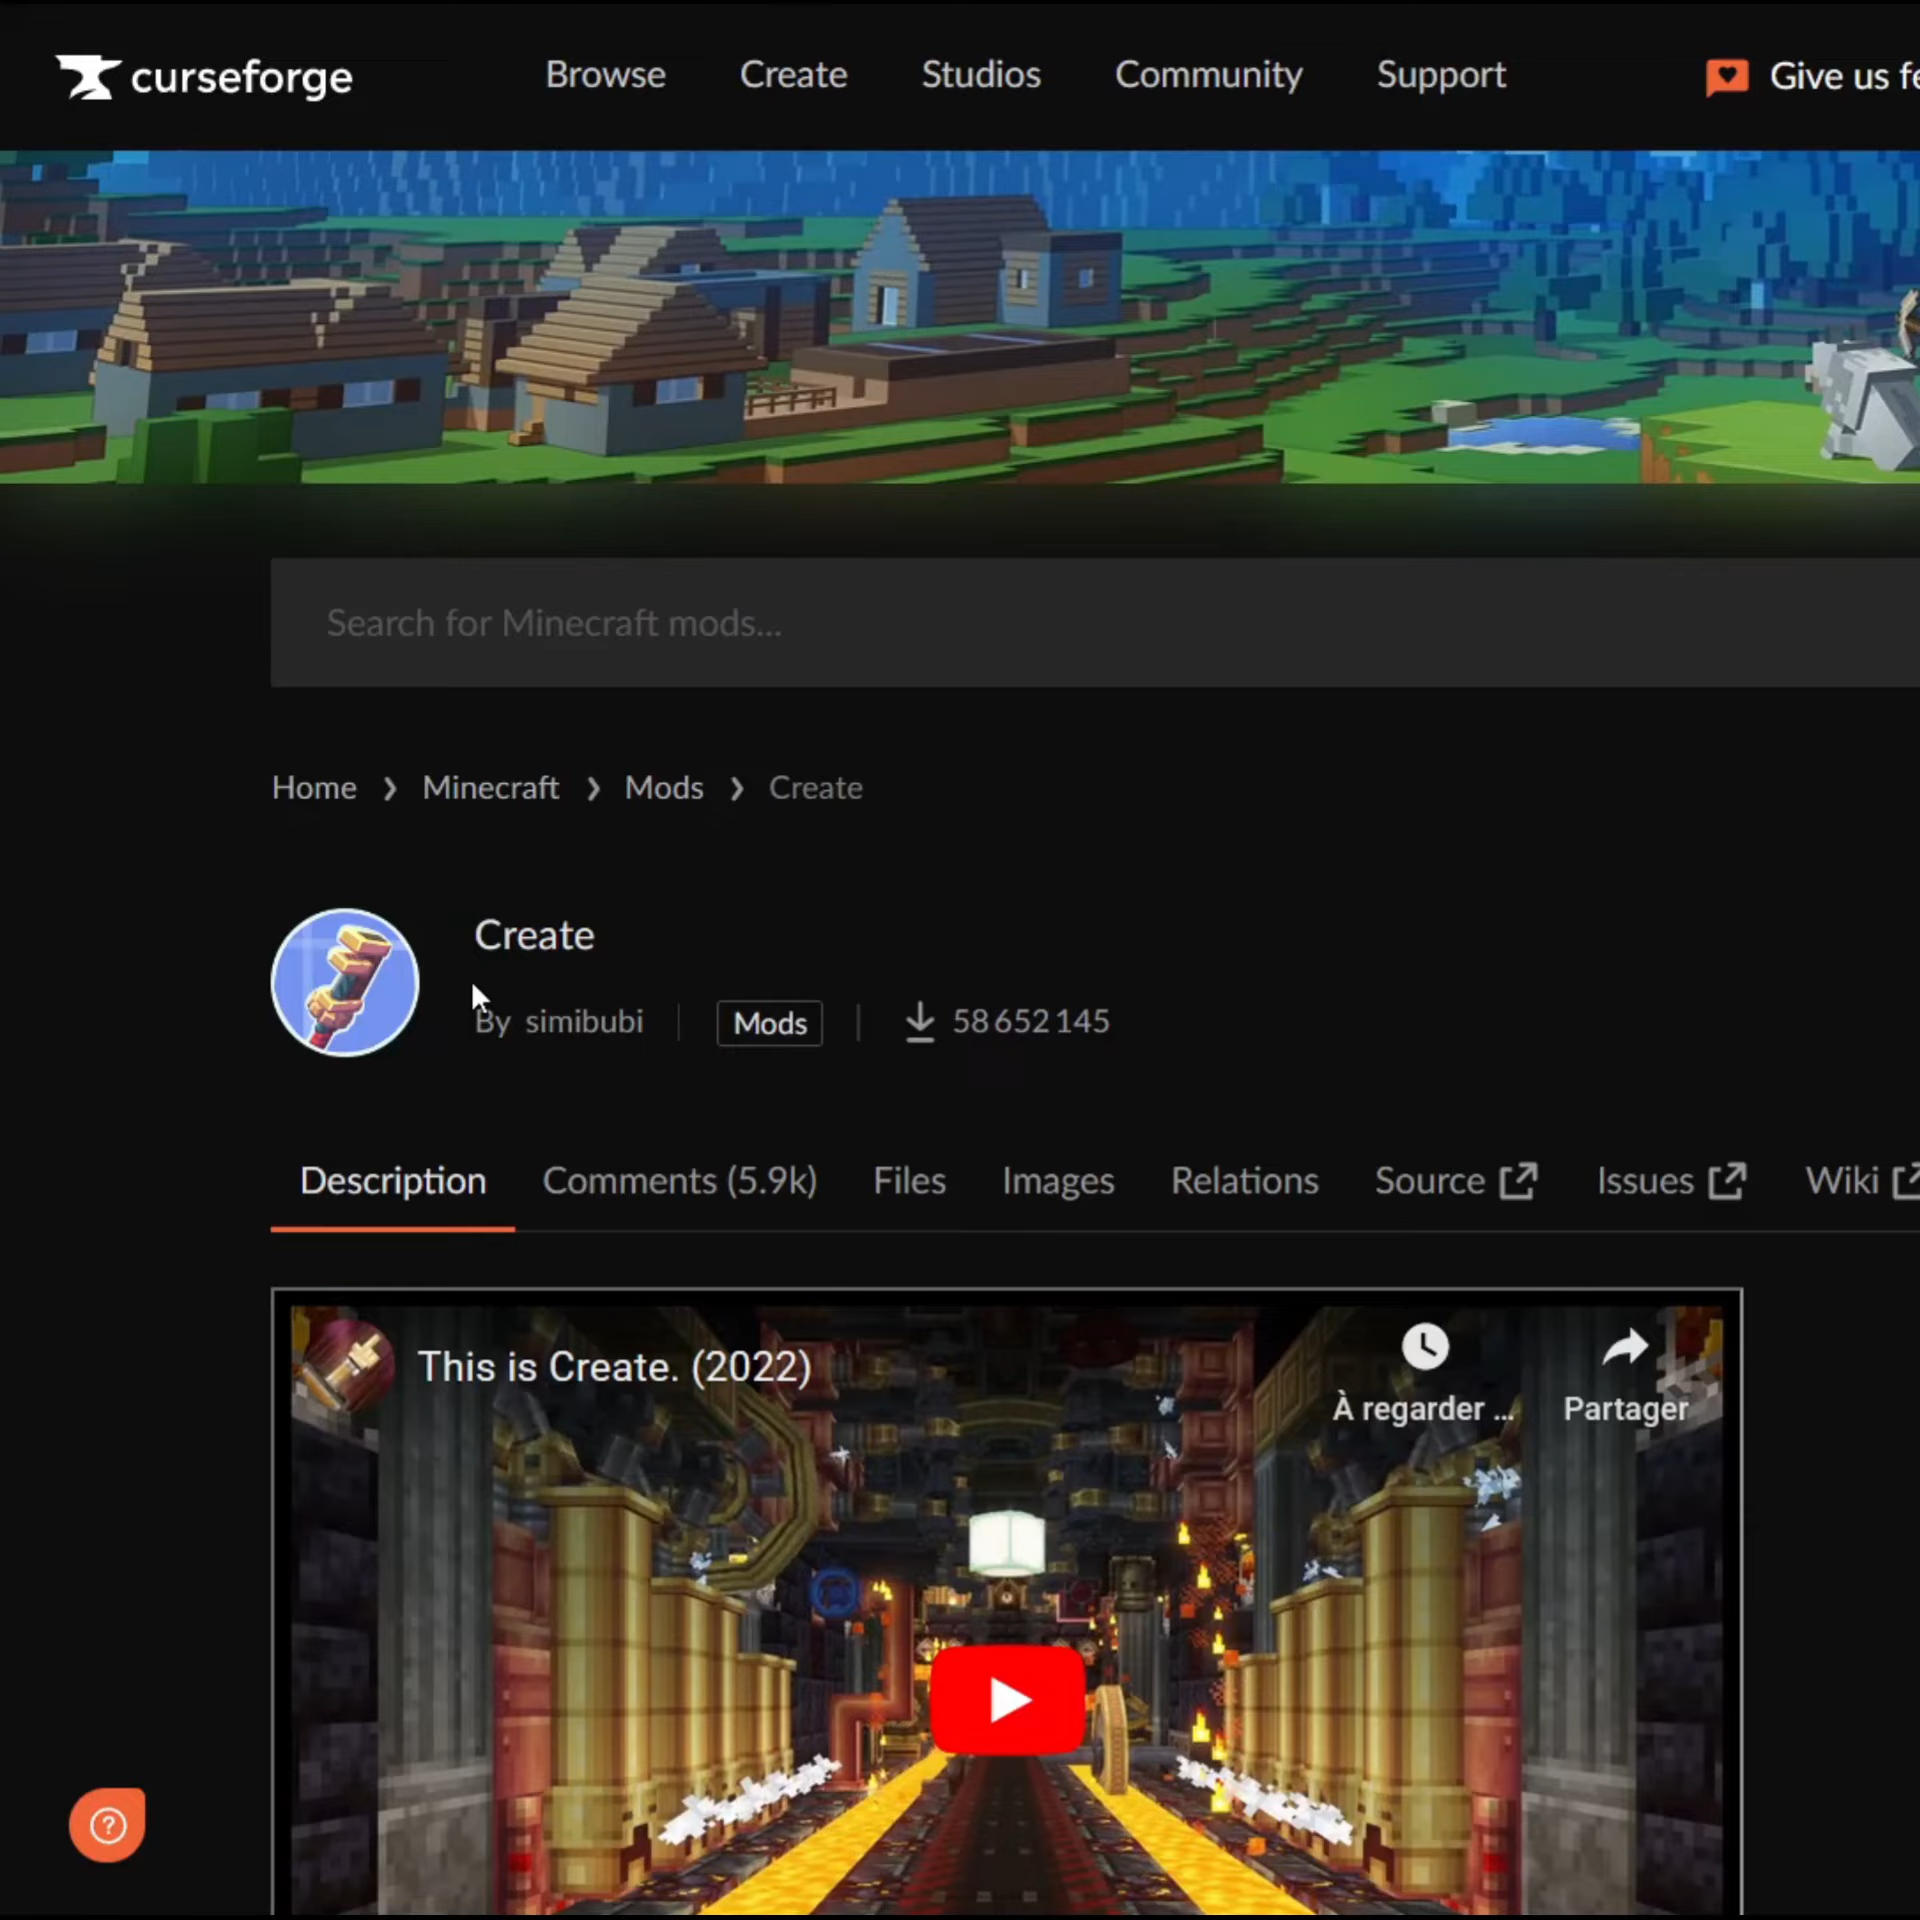 curseforge
Browse Create Studios Community Support
Give us fe
Search for Minecraft mods...
Home > Minecraft > Mods > Create
Create
By simibubi | Mods | 58 652 145
Description Comments (5.9k) Files Images Relations Source Issues Wiki
This is Create. (2022)
À regarder ... Partager